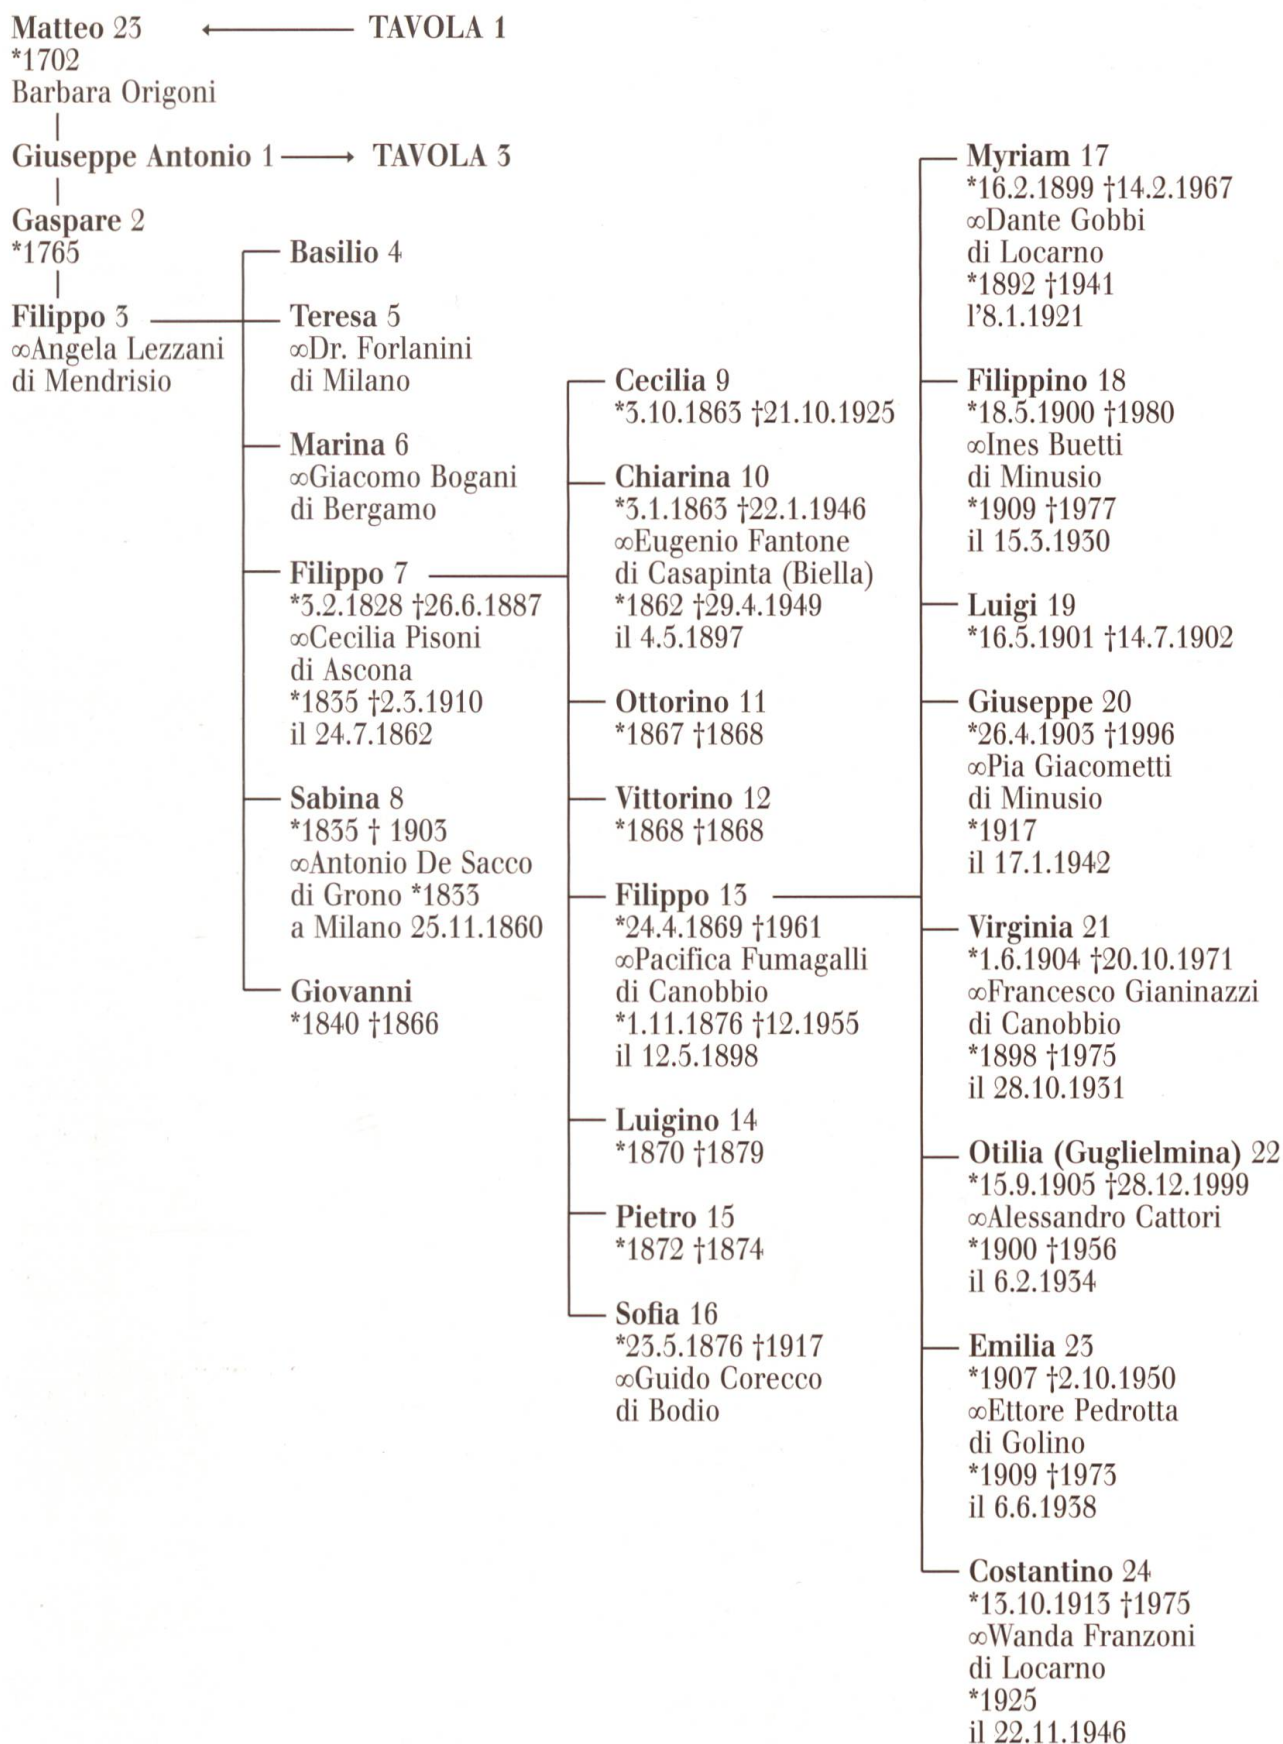 Matteo 23 ← TAVOLA 1
*1702
Barbara Origoni
Giuseppe Antonio 1 → TAVOLA 3
Gaspare 2
*1765
Filippo 3
∞Angela Lezzani
di Mendrisio
Basilio 4
Teresa 5
∞Dr. Forlanini
di Milano
Marina 6
∞Giacomo Bogani
di Bergamo
Filippo 7
*3.2.1828 †26.6.1887
∞Cecilia Pisoni
di Ascona
*1835 †2.3.1910
il 24.7.1862
Sabina 8
*1835 † 1903
∞Antonio De Sacco
di Grono *1833
a Milano 25.11.1860
Giovanni
*1840 †1866
Cecilia 9
*3.10.1863 †21.10.1925
Chiarina 10
*3.1.1863 †22.1.1946
∞Eugenio Fantone
di Casapinta (Biella)
*1862 †29.4.1949
il 4.5.1897
Ottorino 11
*1867 †1868
Vittorino 12
*1868 †1868
Filippo 13
*24.4.1869 †1961
∞Pacifica Fumagalli
di Canobbio
*1.11.1876 †12.1955
il 12.5.1898
Luigino 14
*1870 †1879
Pietro 15
*1872 †1874
Sofia 16
*23.5.1876 †1917
∞Guido Corecco
di Bodio
Myriam 17
*16.2.1899 †14.2.1967
∞Dante Gobbi
di Locarno
*1892 †1941
l'8.1.1921
Filippino 18
*18.5.1900 †1980
∞Ines Buetti
di Minusio
*1909 †1977
il 15.3.1930
Luigi 19
*16.5.1901 †14.7.1902
Giuseppe 20
*26.4.1903 †1996
∞Pia Giacometti
di Minusio
*1917
il 17.1.1942
Virginia 21
*1.6.1904 †20.10.1971
∞Francesco Gianinazzi
di Canobbio
*1898 †1975
il 28.10.1931
Otilia (Guglielmina) 22
*15.9.1905 †28.12.1999
∞Alessandro Cattori
*1900 †1956
il 6.2.1934
Emilia 23
*1907 †2.10.1950
∞Ettore Pedrotta
di Golino
*1909 †1973
il 6.6.1938
Costantino 24
*13.10.1913 †1975
∞Wanda Franzoni
di Locarno
*1925
il 22.11.1946